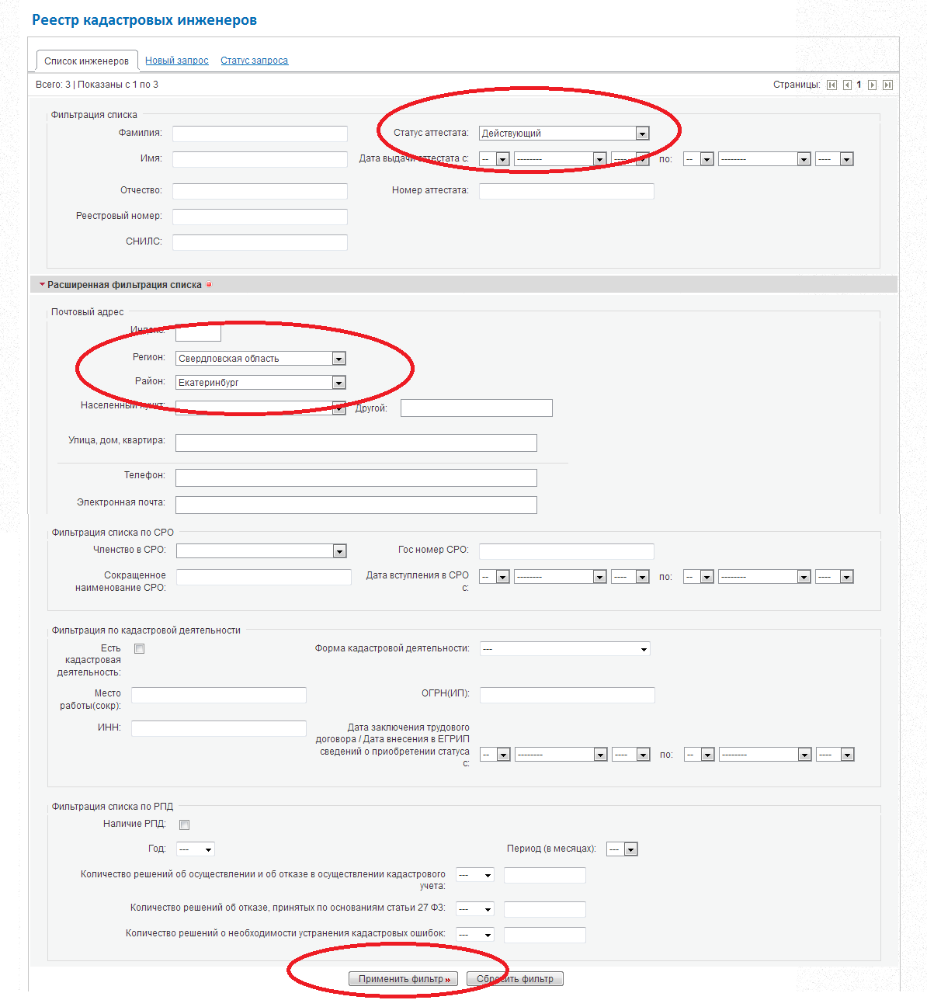 Реестр кадастровых инженеров
Список инженеров Новый запрос Статус запроса
Всего: 3 | Показаны с 1 по 3 Страницы: 1
Фильтрация списка
Фамилия: Статус аттестата: Действующий
Имя: Дата выдачи аттестата с: -- -------- ---- по: -- -------- ----
Отчество: Номер аттестата:
Реестровый номер:
СНИЛС:
Расширенная фильтрация списка
Почтовый адрес
Индекс:
Регион: Свердловская область
Район: Екатеринбург
Населенный пункт: Другой:
Улица, дом, квартира:
Телефон:
Электронная почта:
Фильтрация списка по СРО
Членство в СРО: Гос номер СРО:
Сокращенное Дата вступления в СРО -- -------- ---- по: -- -------- ----
наименование СРО: с:
Фильтрация по кадастровой деятельности
Есть Форма кадастровой деятельности: ---
кадастровая
деятельность:
Место ОГРН(ИП):
работы(сокр):
ИНН: Дата заключения трудового
договора / Дата внесения в ЕГРИП
сведений о приобретении статуса -- -------- ---- по: -- -------- ----
с:
Фильтрация списка по РПД
Наличие РПД:
Год: --- Период (в месяцах): ---
Количество решений об осуществлении и об отказе в осуществлении кадастрового ---
учета:
Количество решений об отказе, принятых по основаниям статьи 27 ФЗ: ---
Количество решений о необходимости устранения кадастровых ошибок: ---
Применить фильтр» Сбросить фильтр